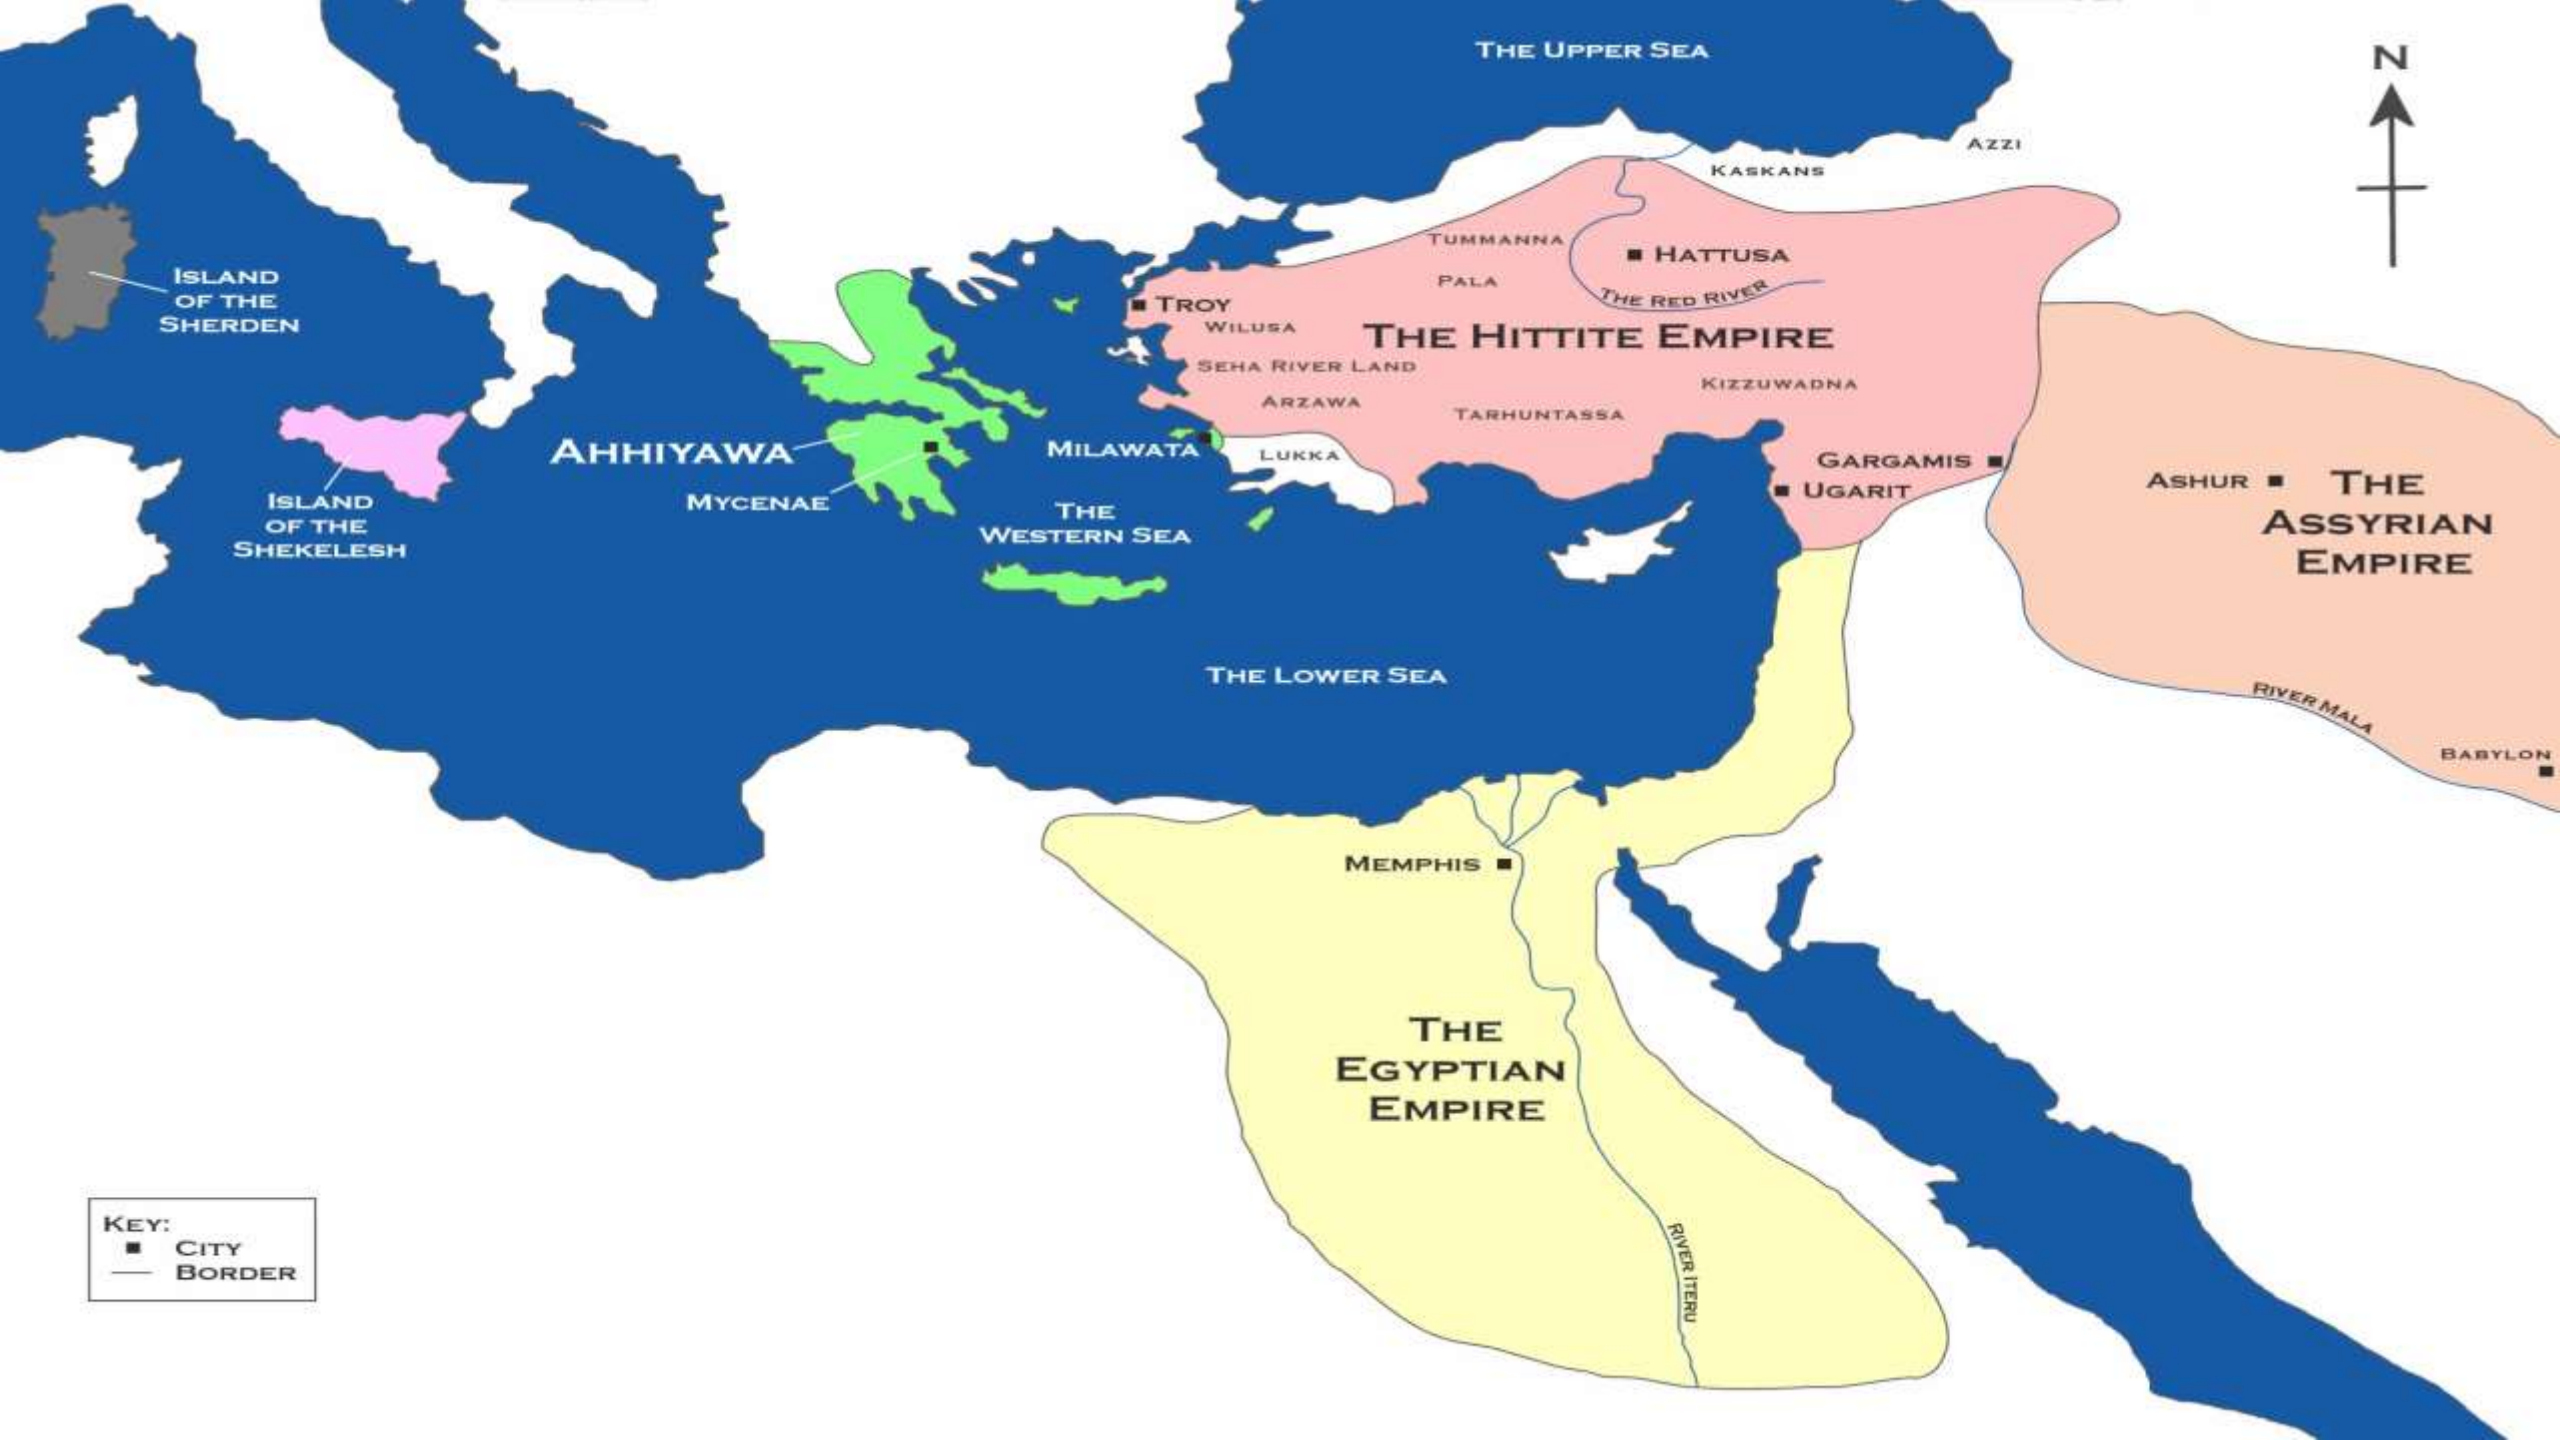 The Upper Sea
N
Azzi
Kaskans
Tummanna
Hattusa
Pala
The Red River
Island
of the
Sherden
Troy
Wilusa
The Hittite Empire
Seha River Land
Kizzuwadna
Arzawa
Tarhuntassa
Ahhiyawa
Milawata
Lukka
Gargamis
Ugarit
Mycenae
Ashur
The
Assyrian
Empire
Island
of the
Shekelesh
The
Western Sea
The Lower Sea
River Mala
Babylon
Memphis
The
Egyptian
Empire
River Iteru
Key:
City
Border